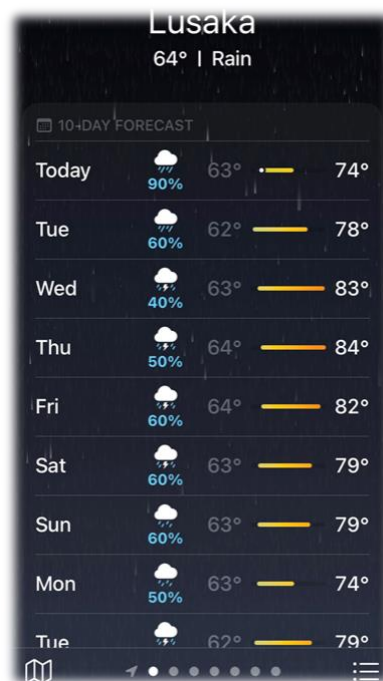 Lusaka
64° | Rain
10-DAY FORECAST
Today 90% 63° 74°
Tue 60% 62° 78°
Wed 40% 63° 83°
Thu 50% 64° 84°
Fri 60% 64° 82°
Sat 60% 63° 79°
Sun 60% 63° 79°
Mon 50% 63° 74°
Tue 62° 79°